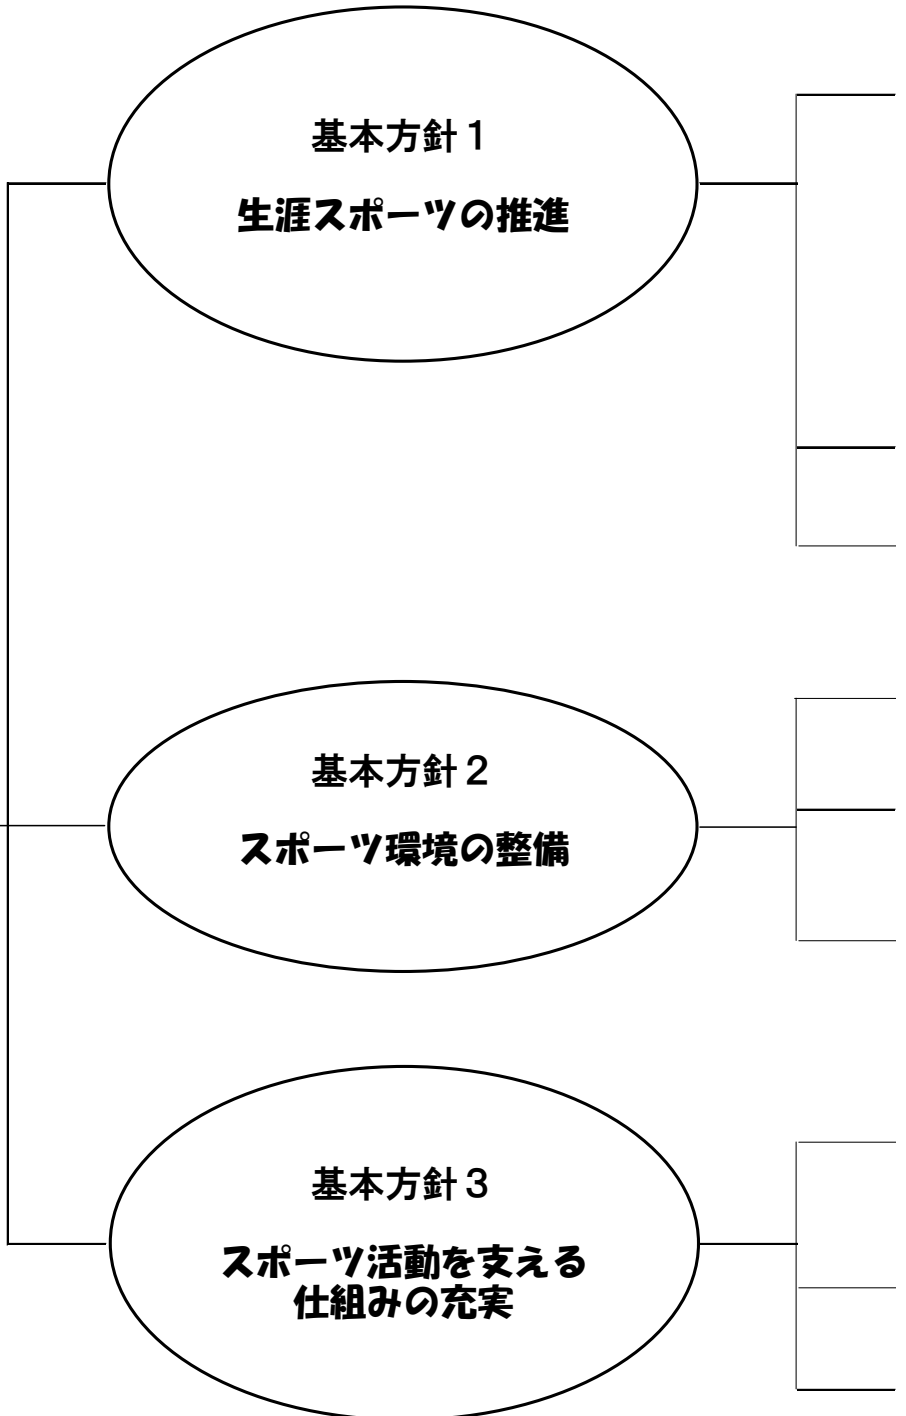 基本方針１
生涯スポーツの推進
基本方針２
スポーツ環境の整備
基本方針３
スポーツ活動を支える
仕組みの充実